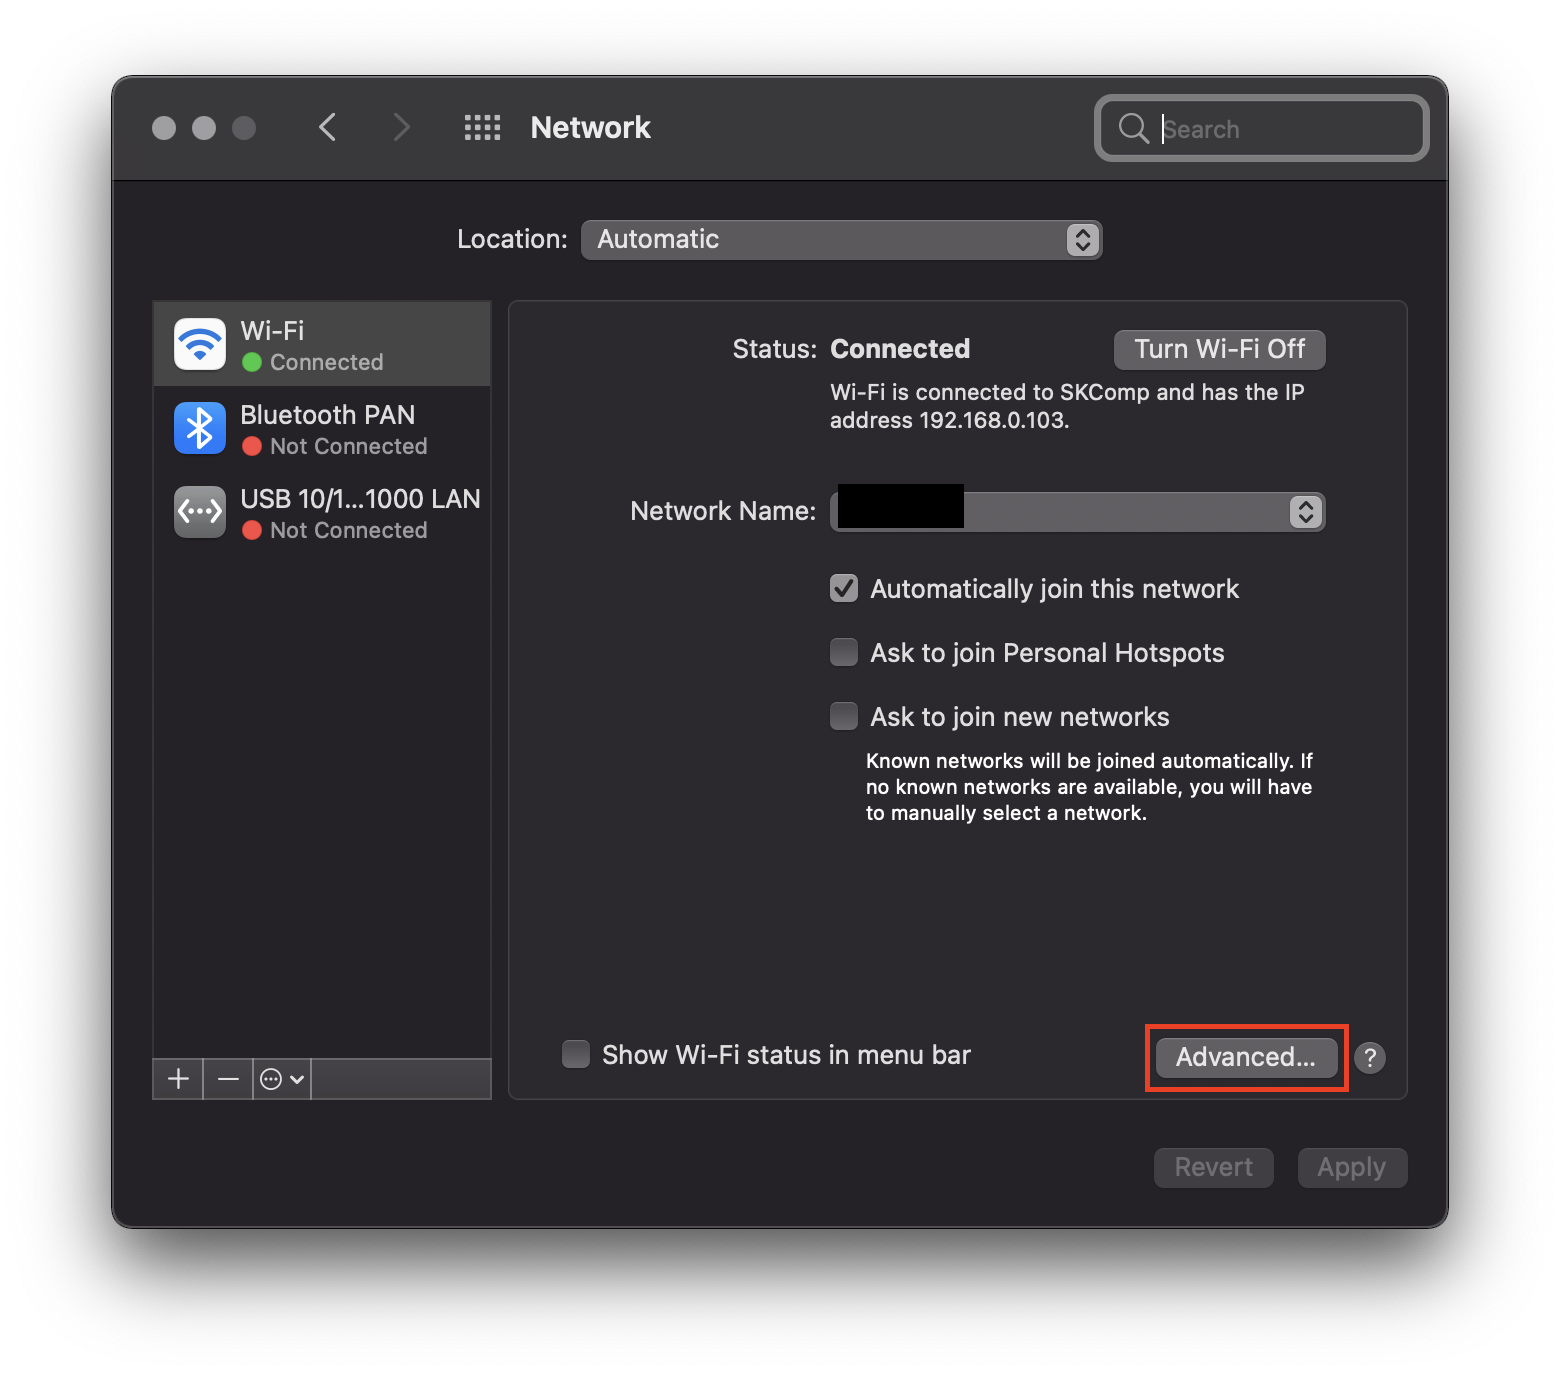 Network
Search
Location: Automatic
Wi-Fi
Connected
Bluetooth PAN
Not Connected
USB 10/1...1000 LAN
Not Connected
Status: Connected
Turn Wi-Fi Off
Wi-Fi is connected to SKComp and has the IP
address 192.168.0.103.
Network Name:
Automatically join this network
Ask to join Personal Hotspots
Ask to join new networks
Known networks will be joined automatically. If
no known networks are available, you will have
to manually select a network.
Show Wi-Fi status in menu bar
Advanced...
?
Revert
Apply